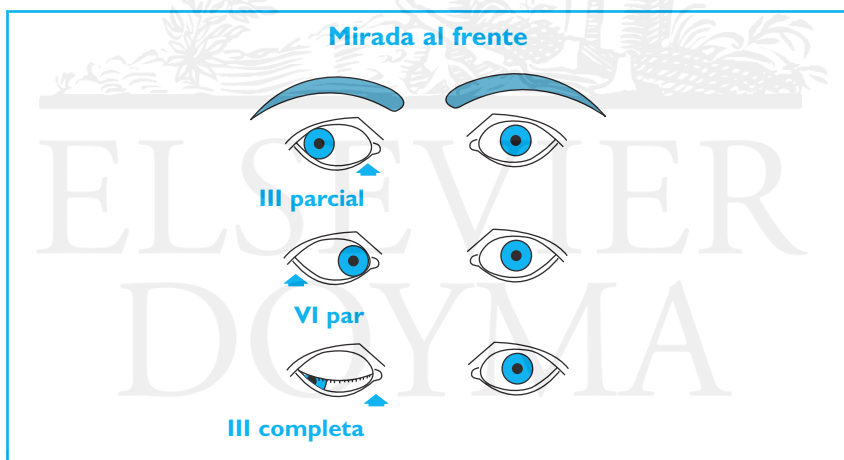 Mirada al frente
III parcial
ELSEVIER
VI par
DOYMA
III completa